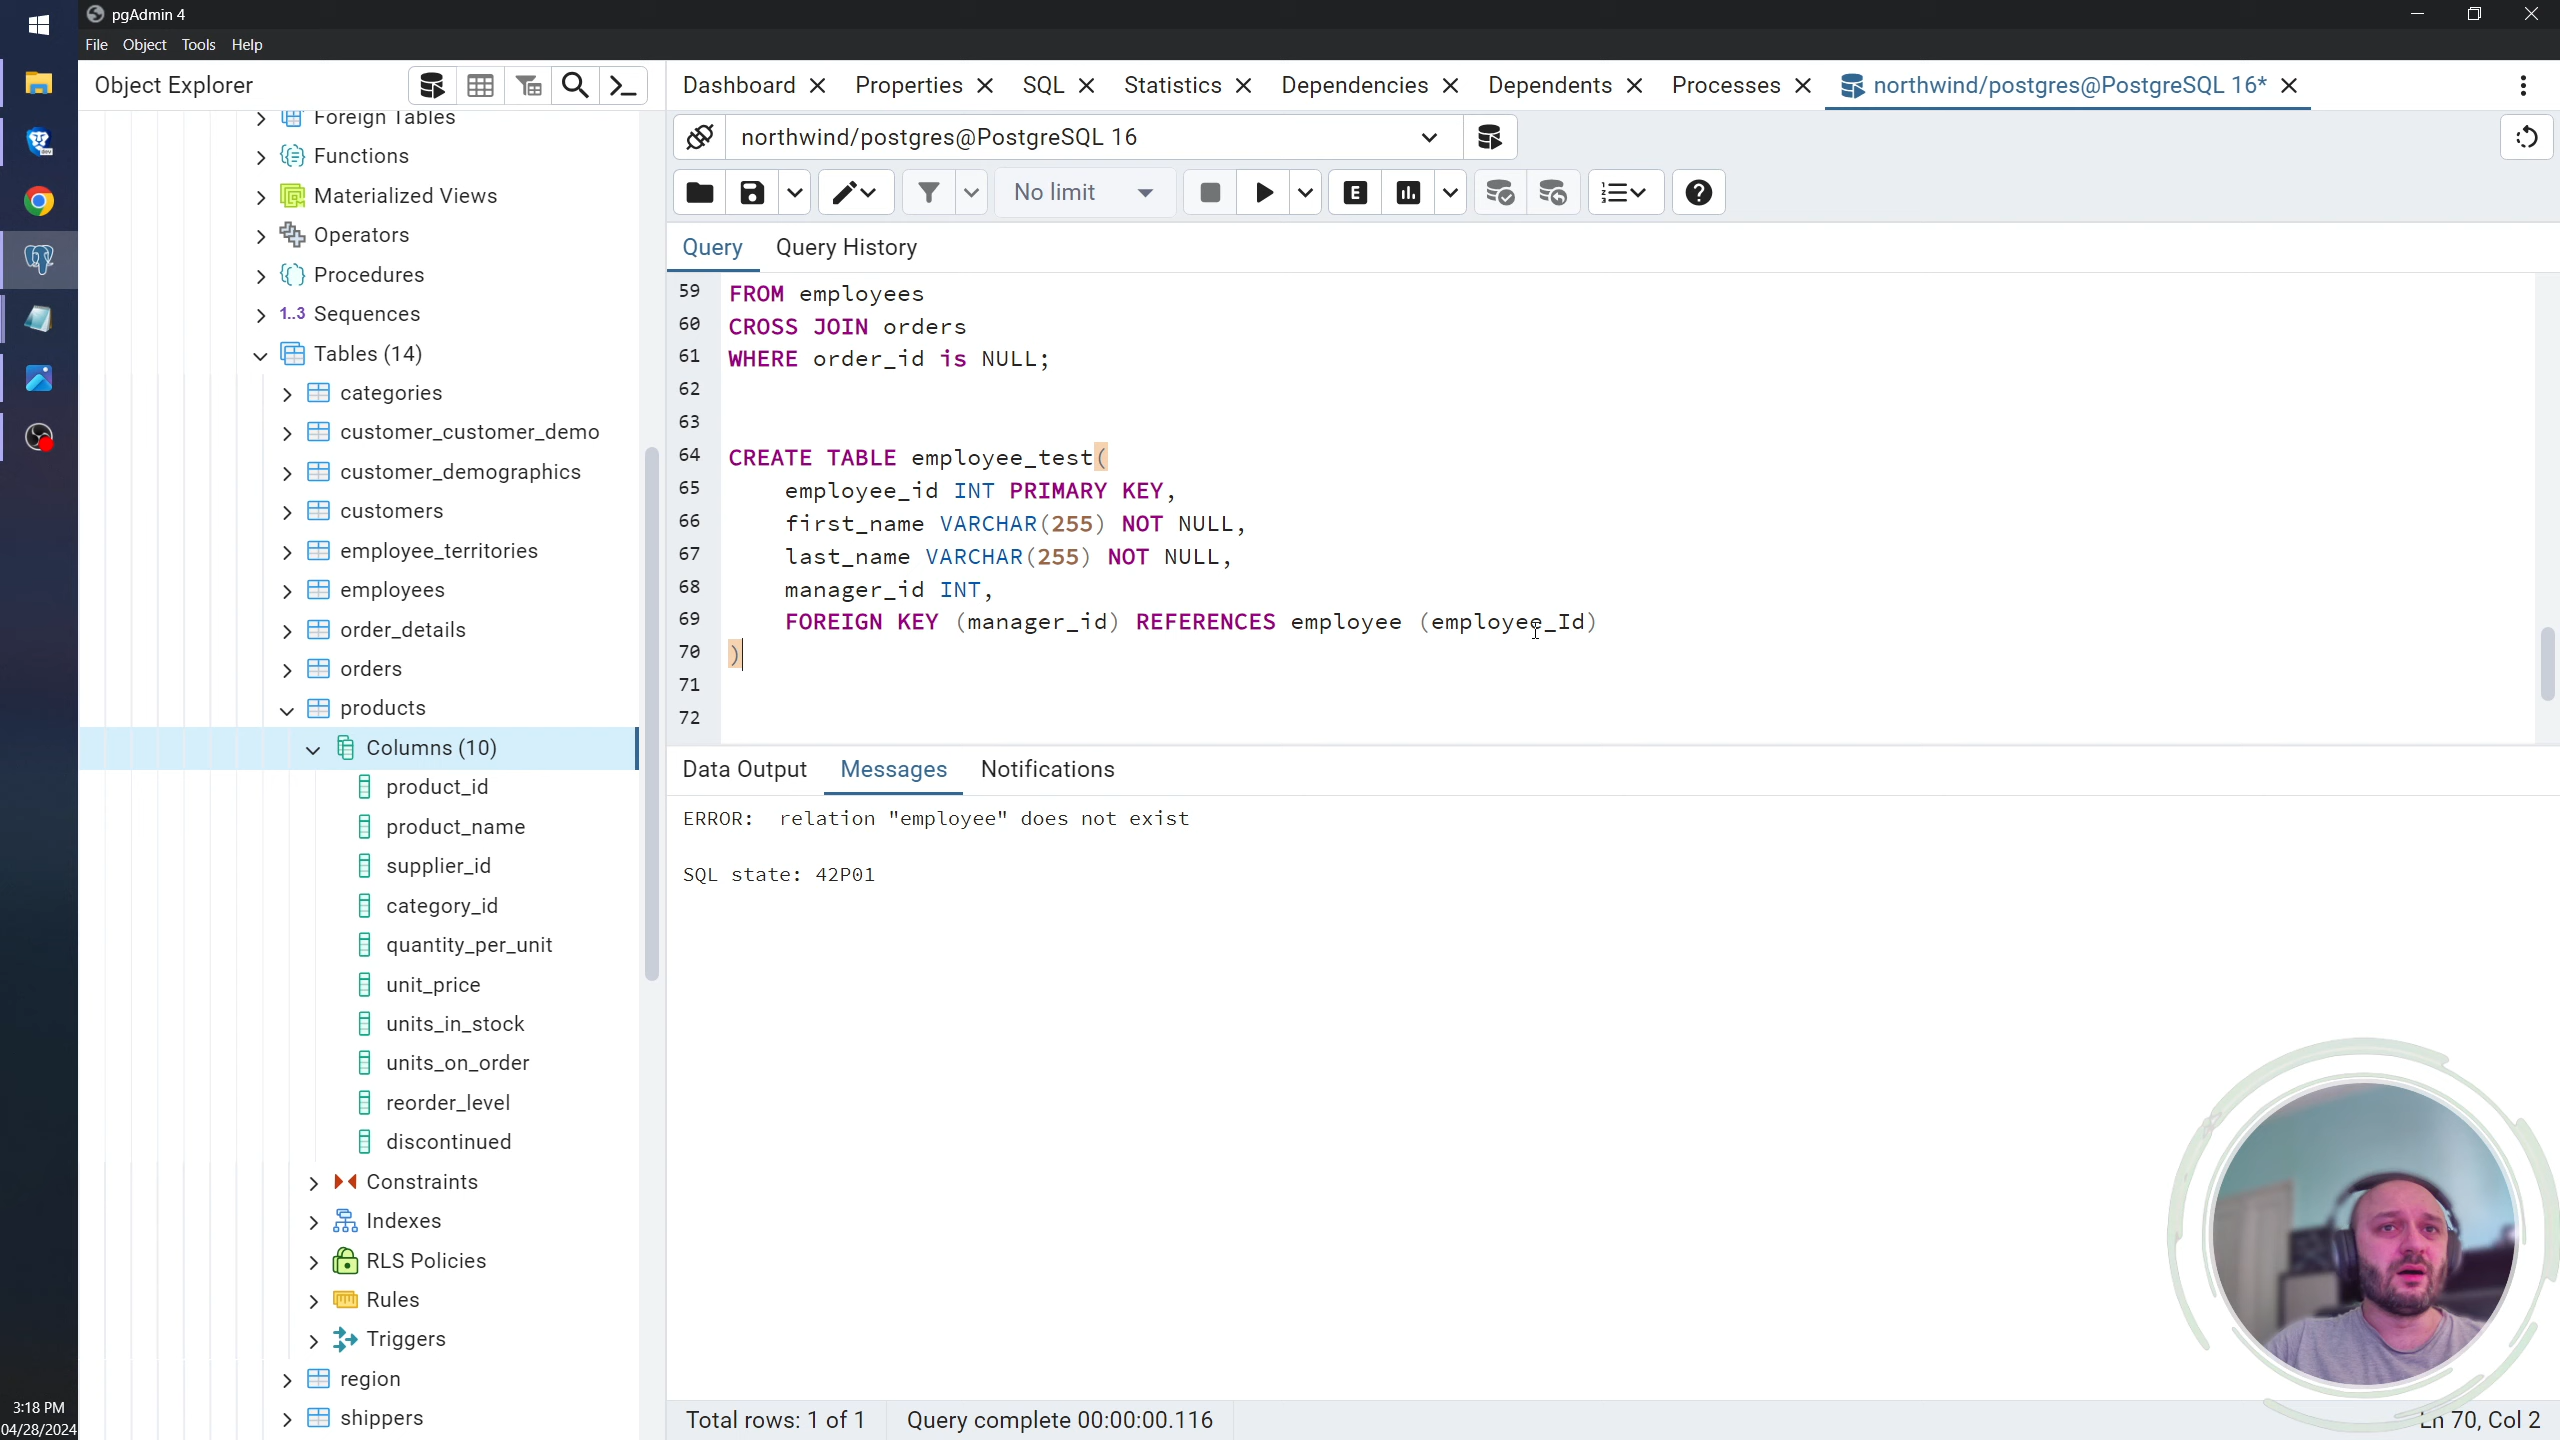 pgAdmin 4
File Object Tools Help
Object Explorer
Dashboard Properties SQL Statistics Dependencies Dependents Processes northwind/postgres@PostgreSQL 16*
northwind/postgres@PostgreSQL 16
No limit
E
Query Query History
Foreign Tables
Functions
Materialized Views
Operators
Procedures
1..3 Sequences
Tables (14)
categories
customer_customer_demo
customer_demographics
customers
employee_territories
employees
order_details
orders
products
Columns (10)
product_id
product_name
supplier_id
category_id
quantity_per_unit
unit_price
units_in_stock
units_on_order
reorder_level
discontinued
Constraints
Indexes
RLS Policies
Rules
Triggers
region
shippers
59 FROM employees
60 CROSS JOIN orders
61 WHERE order_id is NULL;
62
63
64 CREATE TABLE employee_test(
65 employee_id INT PRIMARY KEY,
66 first_name VARCHAR(255) NOT NULL,
67 last_name VARCHAR(255) NOT NULL,
68 manager_id INT,
69 FOREIGN KEY (manager_id) REFERENCES employee (employee_Id)
70 )
71
72
Data Output Messages Notifications
ERROR: relation "employee" does not exist
SQL state: 42P01
Total rows: 1 of 1 Query complete 00:00:00.116 Ln 70, Col 2
3:18 PM
04/28/2024